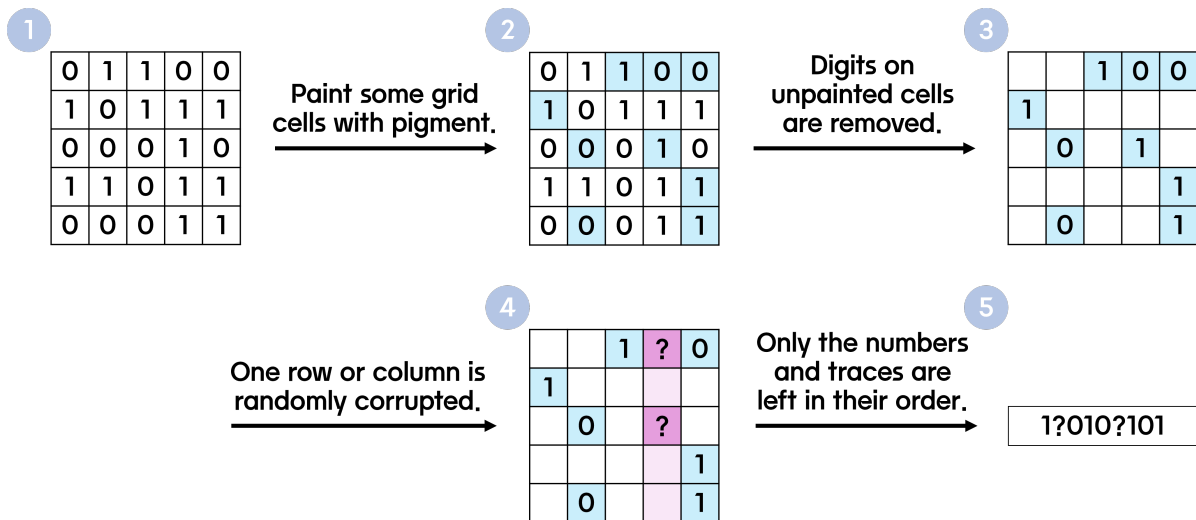 1
0 1 1 0 0
1 0 1 1 1
0 0 0 1 0
1 1 0 1 1
0 0 0 1 1
Paint some grid
cells with pigment.
2
0 1 1 0 0
1 0 1 1 1
0 0 0 1 0
1 1 0 1 1
0 0 0 1 1
Digits on
unpainted cells
are removed.
3
1 0 0
1
0 1
1
0 1
One row or column is
randomly corrupted.
4
1 ? 0
1
0 ?
1
0 1
Only the numbers
and traces are
left in their order.
5
1?010?101